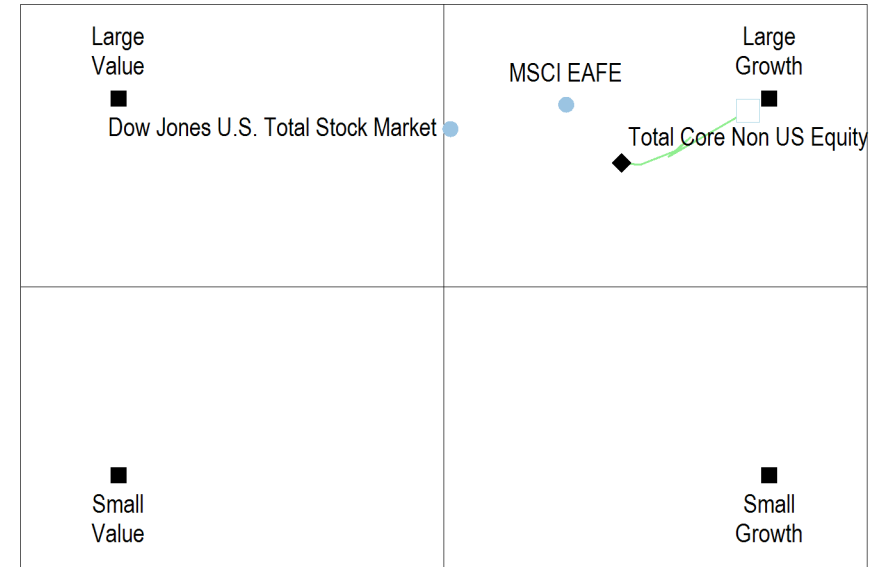 Large
Value
Large
Growth
MSCI EAFE
Dow Jones U.S. Total Stock Market
Total Core Non US Equity
Small
Value
Small
Growth